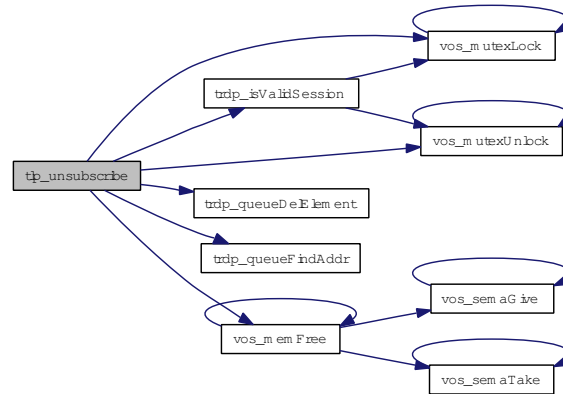 vos_mutexLock
trdp_isValidSession
vos_mutexUnlock
tlp_unsubscribe
trdp_queueDelElement
trdp_queueFindAddr
vos_semaGive
vos_memFree
vos_semaTake